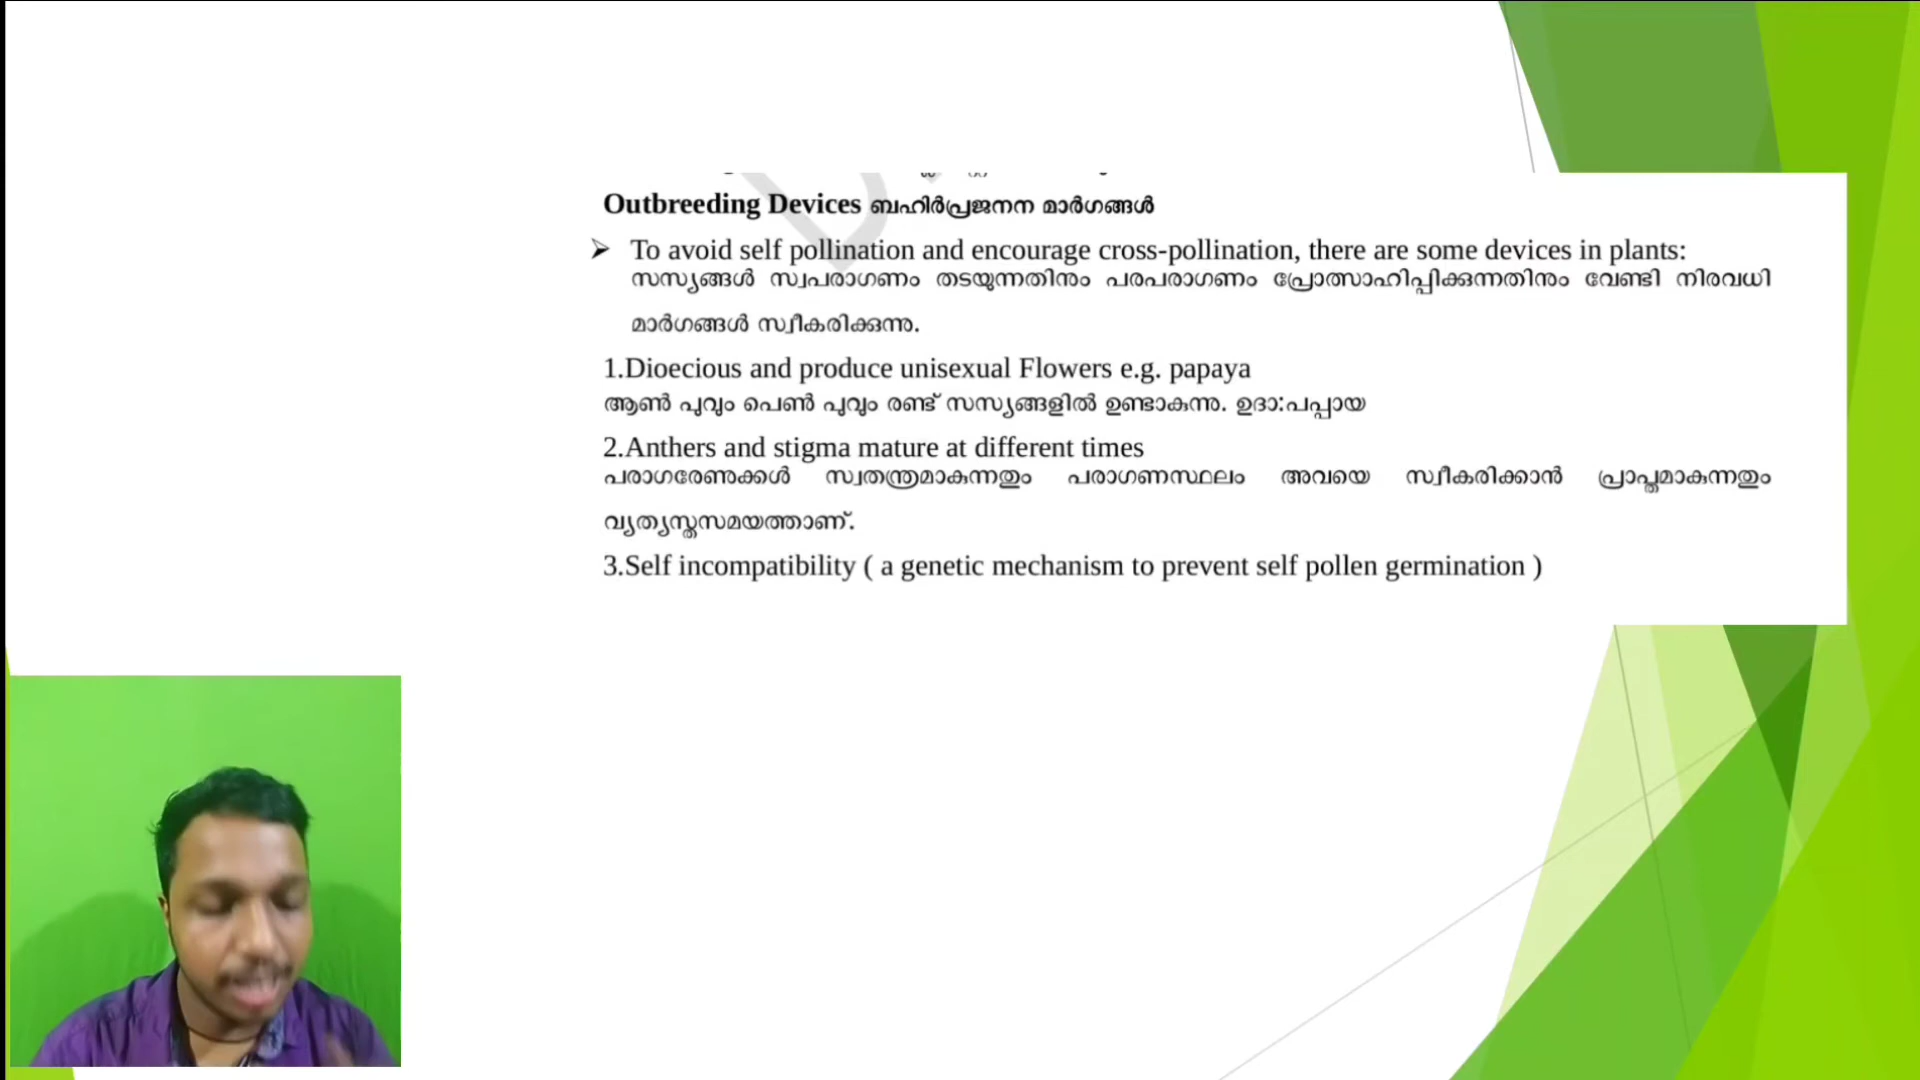 Outbreeding Devices ബഹിർപ്രജനന മാർഗങ്ങൾ
➢ To avoid self pollination and encourage cross-pollination, there are some devices in plants:
സസ്യങ്ങൾ സ്വപരാഗണം തടയുന്നതിനും പരപരാഗണം പ്രോത്സാഹിപ്പിക്കുന്നതിനും വേണ്ടി നിരവധി
മാർഗങ്ങൾ സ്വീകരിക്കുന്നു.
1.Dioecious and produce unisexual Flowers e.g. papaya
ആൺ പൂവും പെൺ പൂവും രണ്ട് സസ്യങ്ങളിൽ ഉണ്ടാകുന്നു. ഉദാ:പപ്പായ
2.Anthers and stigma mature at different times
പരാഗരേണുക്കൾ സ്വതന്ത്രമാകുന്നതും പരാഗണസ്ഥലം അവയെ സ്വീകരിക്കാൻ പ്രാപ്തമാകുന്നതും
വ്യത്യസ്തസമയത്താണ്.
3.Self incompatibility ( a genetic mechanism to prevent self pollen germination )